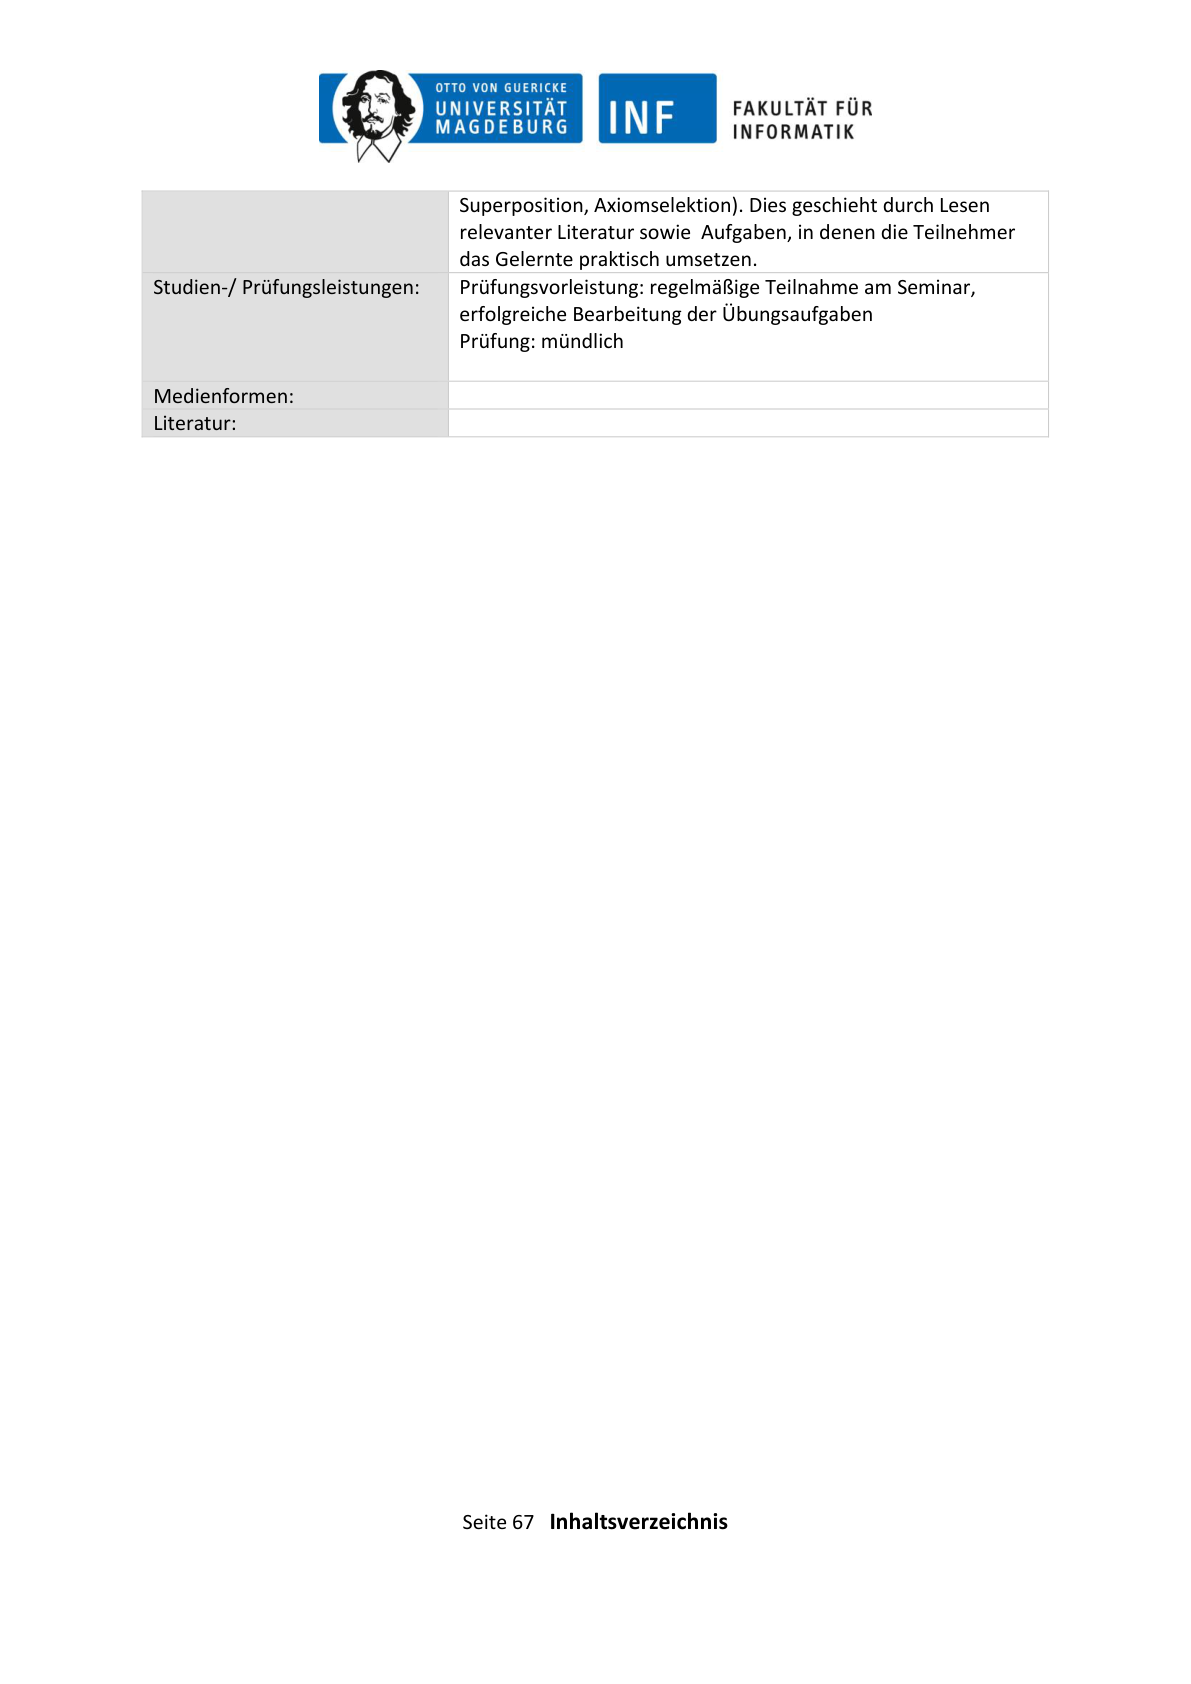 OTTO VON GUERICKE
UNIVERSITÄT
MAGDEBURG
INF
FAKULTÄT FÜR
INFORMATIK
Superposition, Axiomselektion). Dies geschieht durch Lesen
relevanter Literatur sowie  Aufgaben, in denen die Teilnehmer
das Gelernte praktisch umsetzen.
Studien-/ Prüfungsleistungen:
Prüfungsvorleistung: regelmäßige Teilnahme am Seminar,
erfolgreiche Bearbeitung der Übungsaufgaben
Prüfung: mündlich
Medienformen:
Literatur:
Seite 67   Inhaltsverzeichnis